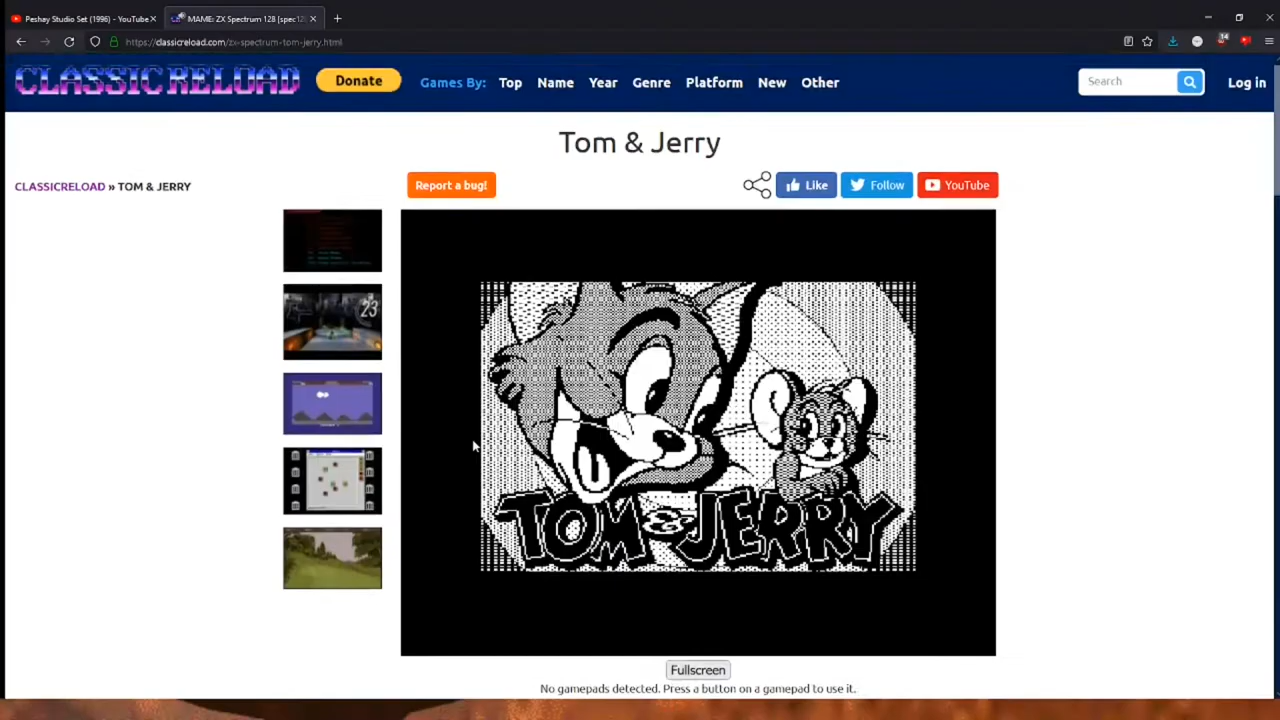 Peshay Studio Set (1996) - YouTube
MAME: ZX Spectrum 128 [spec12
https://classicreload.com/zx-spectrum-tom-jerry.html
14
CLASSIC RELOAD
Donate
Games By: Top Name Year Genre Platform New Other
Search
Log in
Tom & Jerry
CLASSICRELOAD » TOM & JERRY
Report a bug!
Like
Follow
YouTube
23
TOM & JERRY
Fullscreen
No gamepads detected. Press a button on a gamepad to use it.